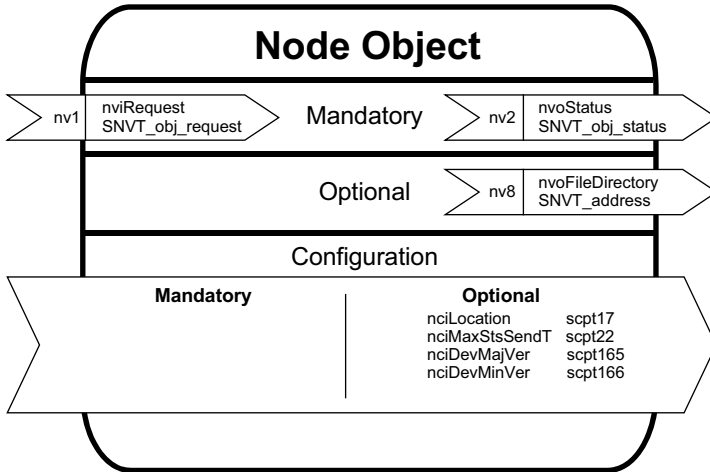 Node Object
nv1
nviRequest
SNVT_obj_request
Mandatory
nv2
nvoStatus
SNVT_obj_status
Optional
nv8
nvoFileDirectory
SNVT_address
Configuration
Mandatory
Optional
nciLocation scpt17
nciMaxStsSendT scpt22
nciDevMajVer scpt165
nciDevMinVer scpt166